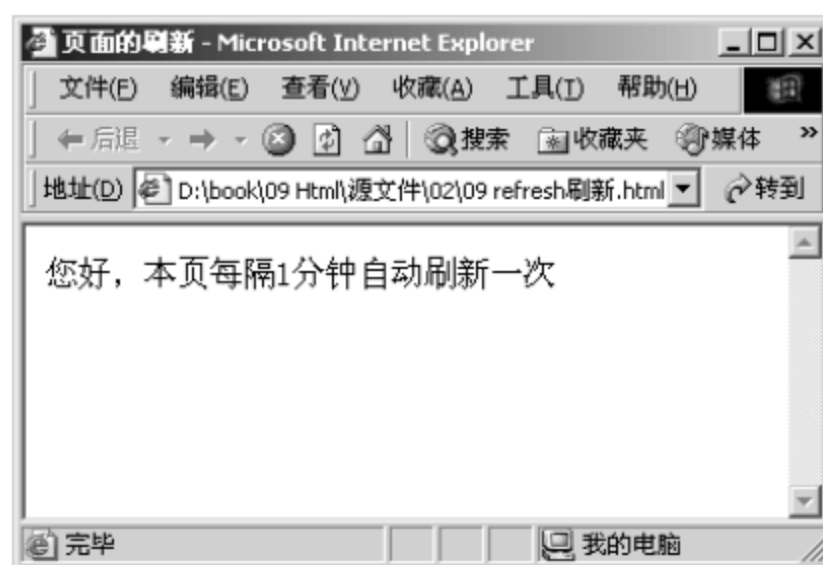 页面的刷新 - Microsoft Internet Explorer
文件(F) 编辑(E) 查看(V) 收藏(A) 工具(T) 帮助(H)
后退 搜索 收藏夹 媒体 »
地址(D) D:\book\09 Html\源文件\02\09 refresh刷新.html 转到
您好，本页每隔1分钟自动刷新一次
完毕 我的电脑